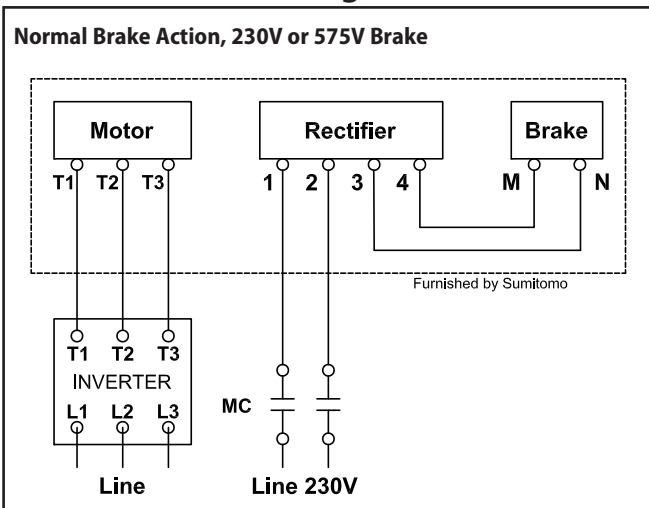 Normal Brake Action, 230V or 575V Brake
Motor Rectifier Brake
T1 T2 T3 1 2 3 4 M N
Furnished by Sumitomo
T1 T2 T3
INVERTER
L1 L2 L3
MC
Line Line 230V